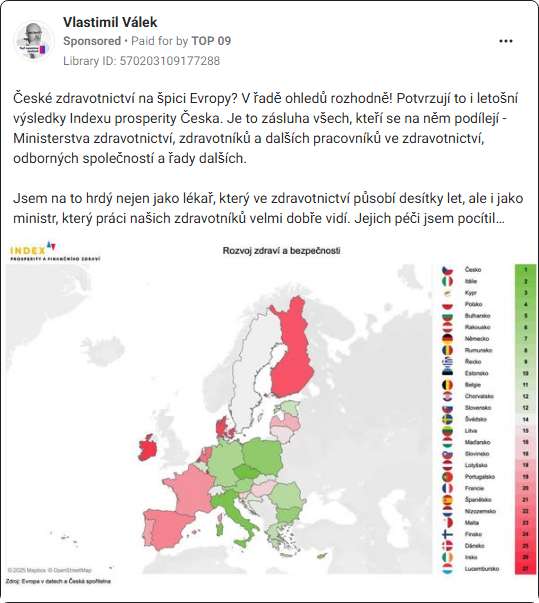 Vlastimil Válek
Sponsored • Paid for by TOP 09
Library ID: 570203109177288
České zdravotnictví na špici Evropy? V řadě ohledů rozhodně! Potvrzují to i letošní
výsledky Indexu prosperity Česka. Je to zásluha všech, kteří se na něm podílejí -
Ministerstva zdravotnictví, zdravotníků a dalších pracovníků ve zdravotnictví,
odborných společností a řady dalších.
Jsem na to hrdý nejen jako lékař, který ve zdravotnictví působí desítky let, ale i jako
ministr, který práci našich zdravotníků velmi dobře vidí. Jejich péči jsem pocítil...
INDEX
PROSPERITY A FINANČNÍHO ZDRAVÍ
Rozvoj zdraví a bezpečnosti
Česko 1
Itálie 2
Kypr 3
Polsko 4
Bulharsko 5
Rakousko 6
Německo 7
Rumunsko 8
Řecko 9
Estonsko 10
Belgie 11
Chorvatsko 12
Slovensko 12
Švédsko 14
Litva 15
Maďarsko 16
Slovinsko 16
Lotyšsko 18
Portugalsko 19
Francie 20
Španělsko 21
Nizozemsko 22
Malta 23
Finsko 24
Dánsko 25
Irsko 26
Lucembursko 27
© 2025 Mapbox © OpenStreetMap
Zdroj: Evropa v datech a Česká spořitelna